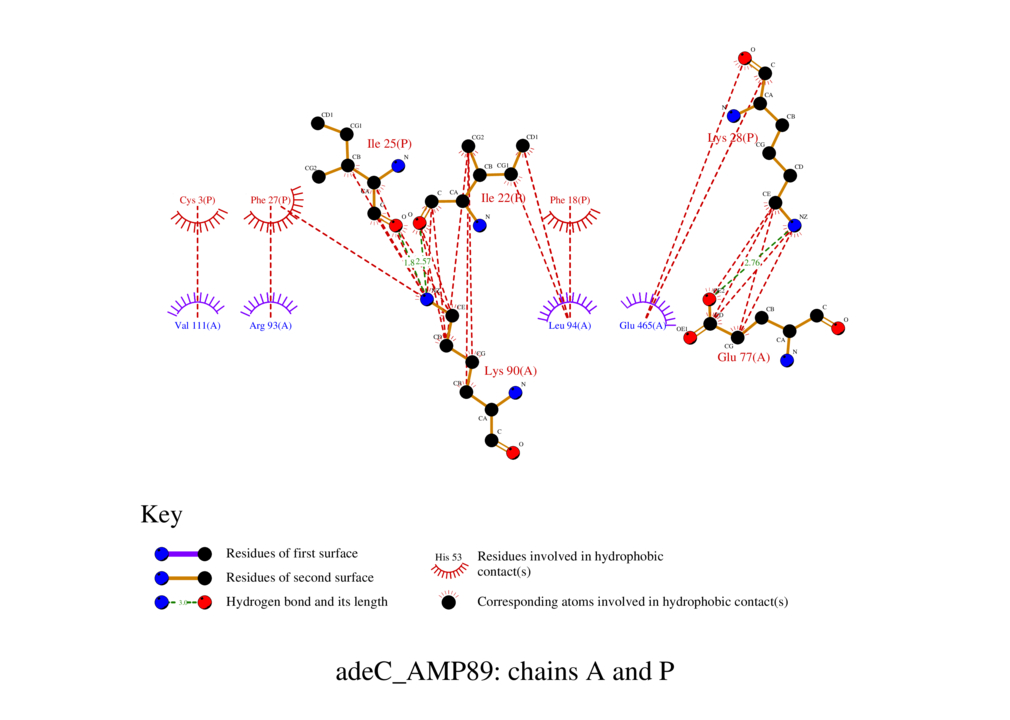 O
C
CA
N
CB
Lys 28(P)
CG
CD
CE
NZ
2.76
CD1
CG1
Ile 25(P)
CB
N
CG2
CA
O
CG2
CD1
CB
CG1
C
CA
Ile 22(P)
O
N
Cys 3(P)
Phe 27(P)
Phe 18(P)
1.8
2.57
Val 111(A)
Arg 93(A)
Leu 94(A)
Glu 465(A)
CE
CD
CG
Lys 90(A)
CB
N
CA
C
O
OE1
CG
CB
C
O
CA
N
Glu 77(A)
Key
Residues of first surface
Residues of second surface
3.0
Hydrogen bond and its length
His 53
Residues involved in hydrophobic
contact(s)
Corresponding atoms involved in hydrophobic contact(s)
adeC_AMP89: chains A and P